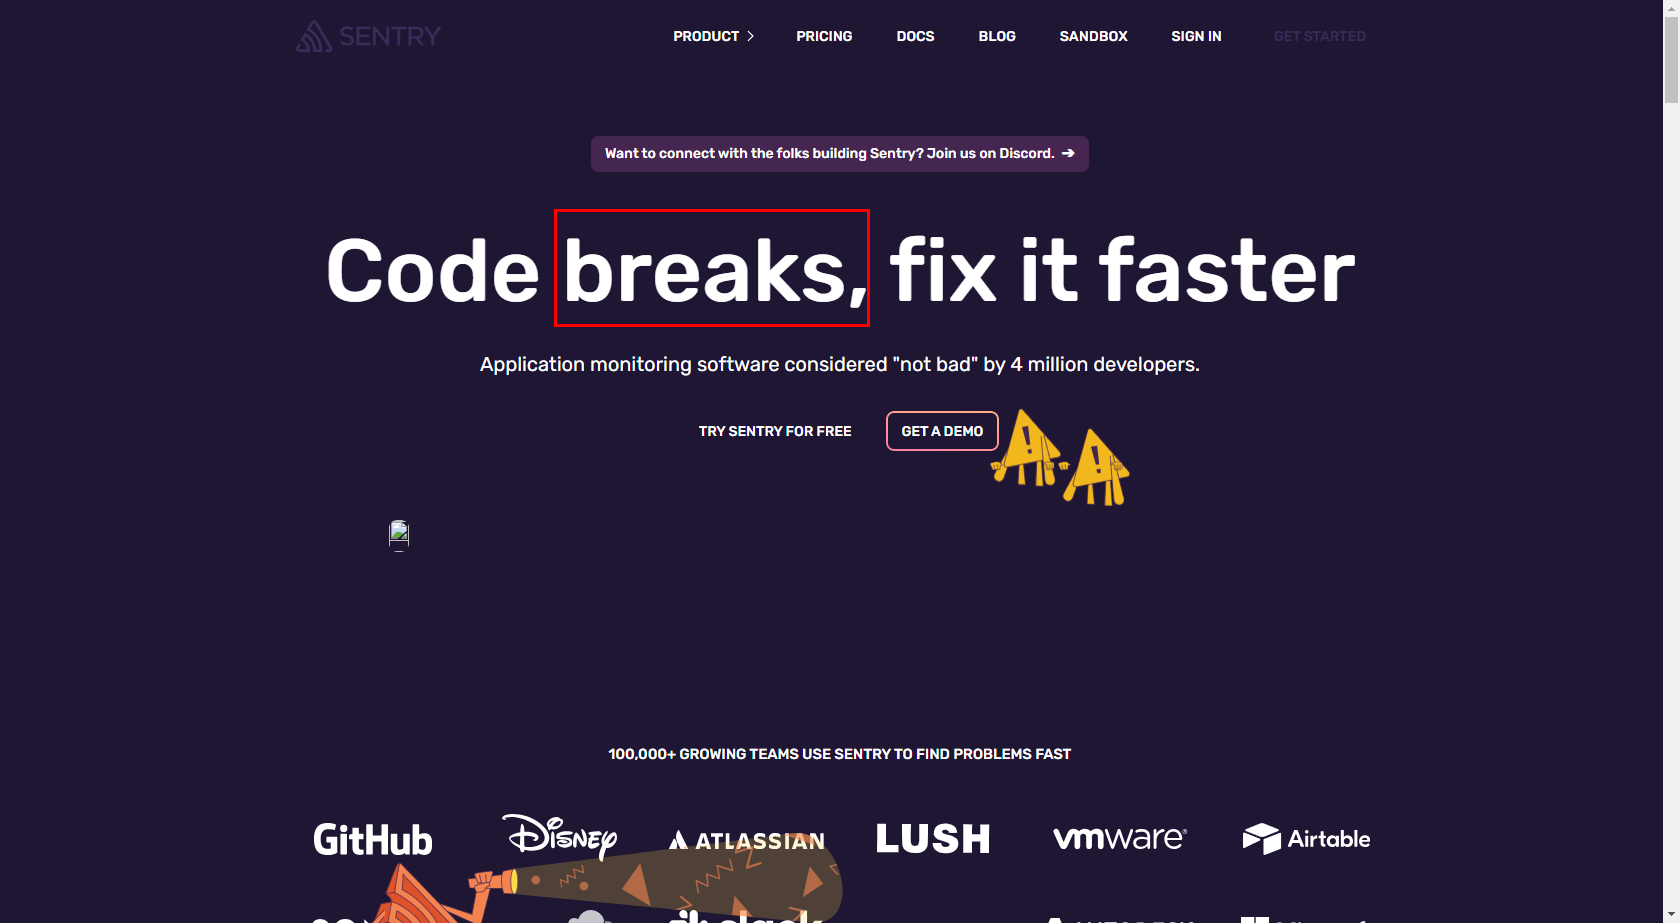 SENTRY
PRODUCT
PRICING
DOCS
BLOG
SANDBOX
SIGN IN
GET STARTED
Want to connect with the folks building Sentry? Join us on Discord. ➔
Code breaks, fix it faster
Application monitoring software considered "not bad" by 4 million developers.
TRY SENTRY FOR FREE
GET A DEMO
100,000+ GROWING TEAMS USE SENTRY TO FIND PROBLEMS FAST
GitHub
Disney
ATLASSIAN
LUSH
vmware®
Airtable
slack
AUTODESK